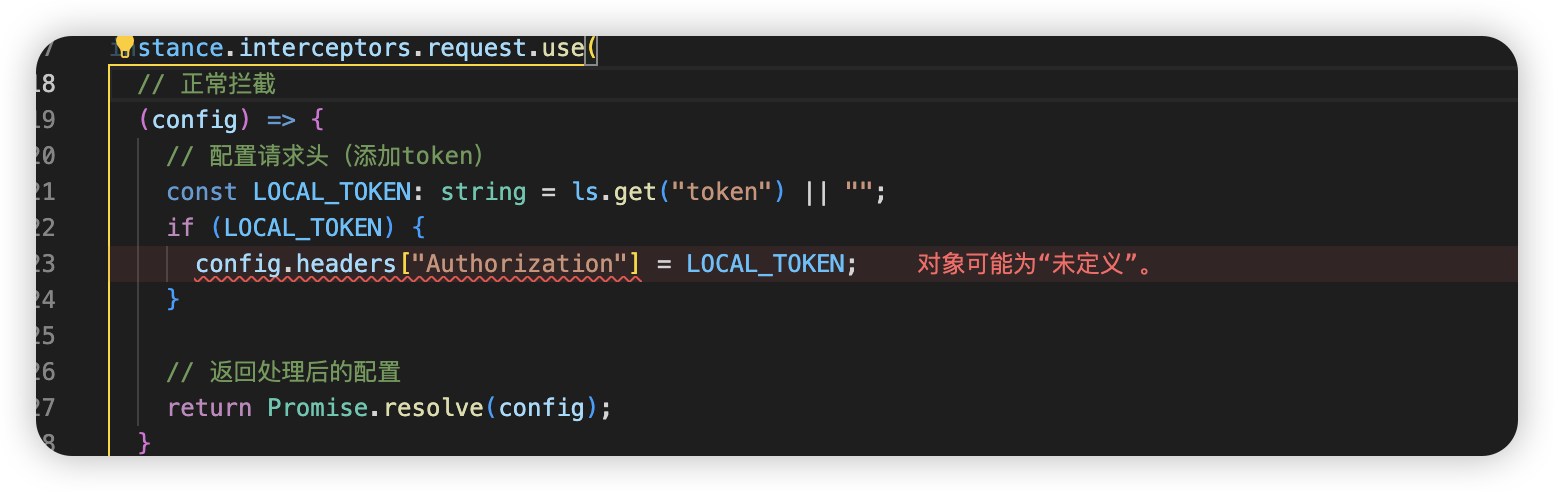 7 instance.interceptors.request.use(
18 // 正常拦截
19 (config) => {
20 // 配置请求头（添加token）
21 const LOCAL_TOKEN: string = ls.get("token") || "";
22 if (LOCAL_TOKEN) {
23 config.headers["Authorization"] = LOCAL_TOKEN; 对象可能为“未定义”。
24 }
25
26 // 返回处理后的配置
27 return Promise.resolve(config);
8 }